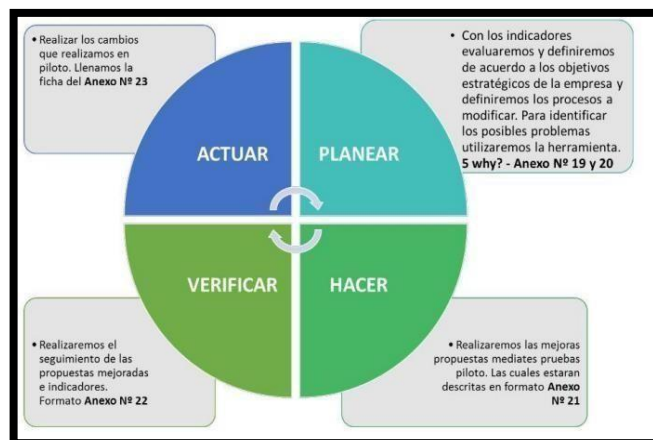 • Realizar los cambios
que realizamos en
piloto. Llenamos la
ficha del Anexo Nº 23
• Con los indicadores
evaluaremos y definiremos
de acuerdo a los objetivos
estratégicos de la empresa y
definiremos los procesos a
modificar. Para identificar
los posibles problemas
utilizaremos la herramienta.
5 why? - Anexo Nº 19 y 20
ACTUAR
PLANEAR
VERIFICAR
HACER
• Realizaremos el
seguimiento de las
propuestas mejoradas
e indicadores.
Formato Anexo Nº 22
• Realizaremos las mejoras
propuestas mediates pruebas
piloto. Las cuales estaran
descritas en formato Anexo
Nº 21